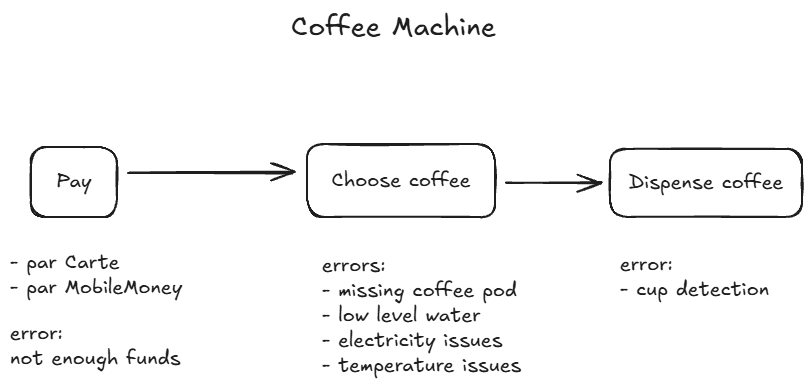 Coffee Machine
Pay
Choose coffee
Dispense coffee
- par Carte
- par MobileMoney
error:
not enough funds
errors:
- missing coffee pod
- low level water
- electricity issues
- temperature issues
error:
- cup detection